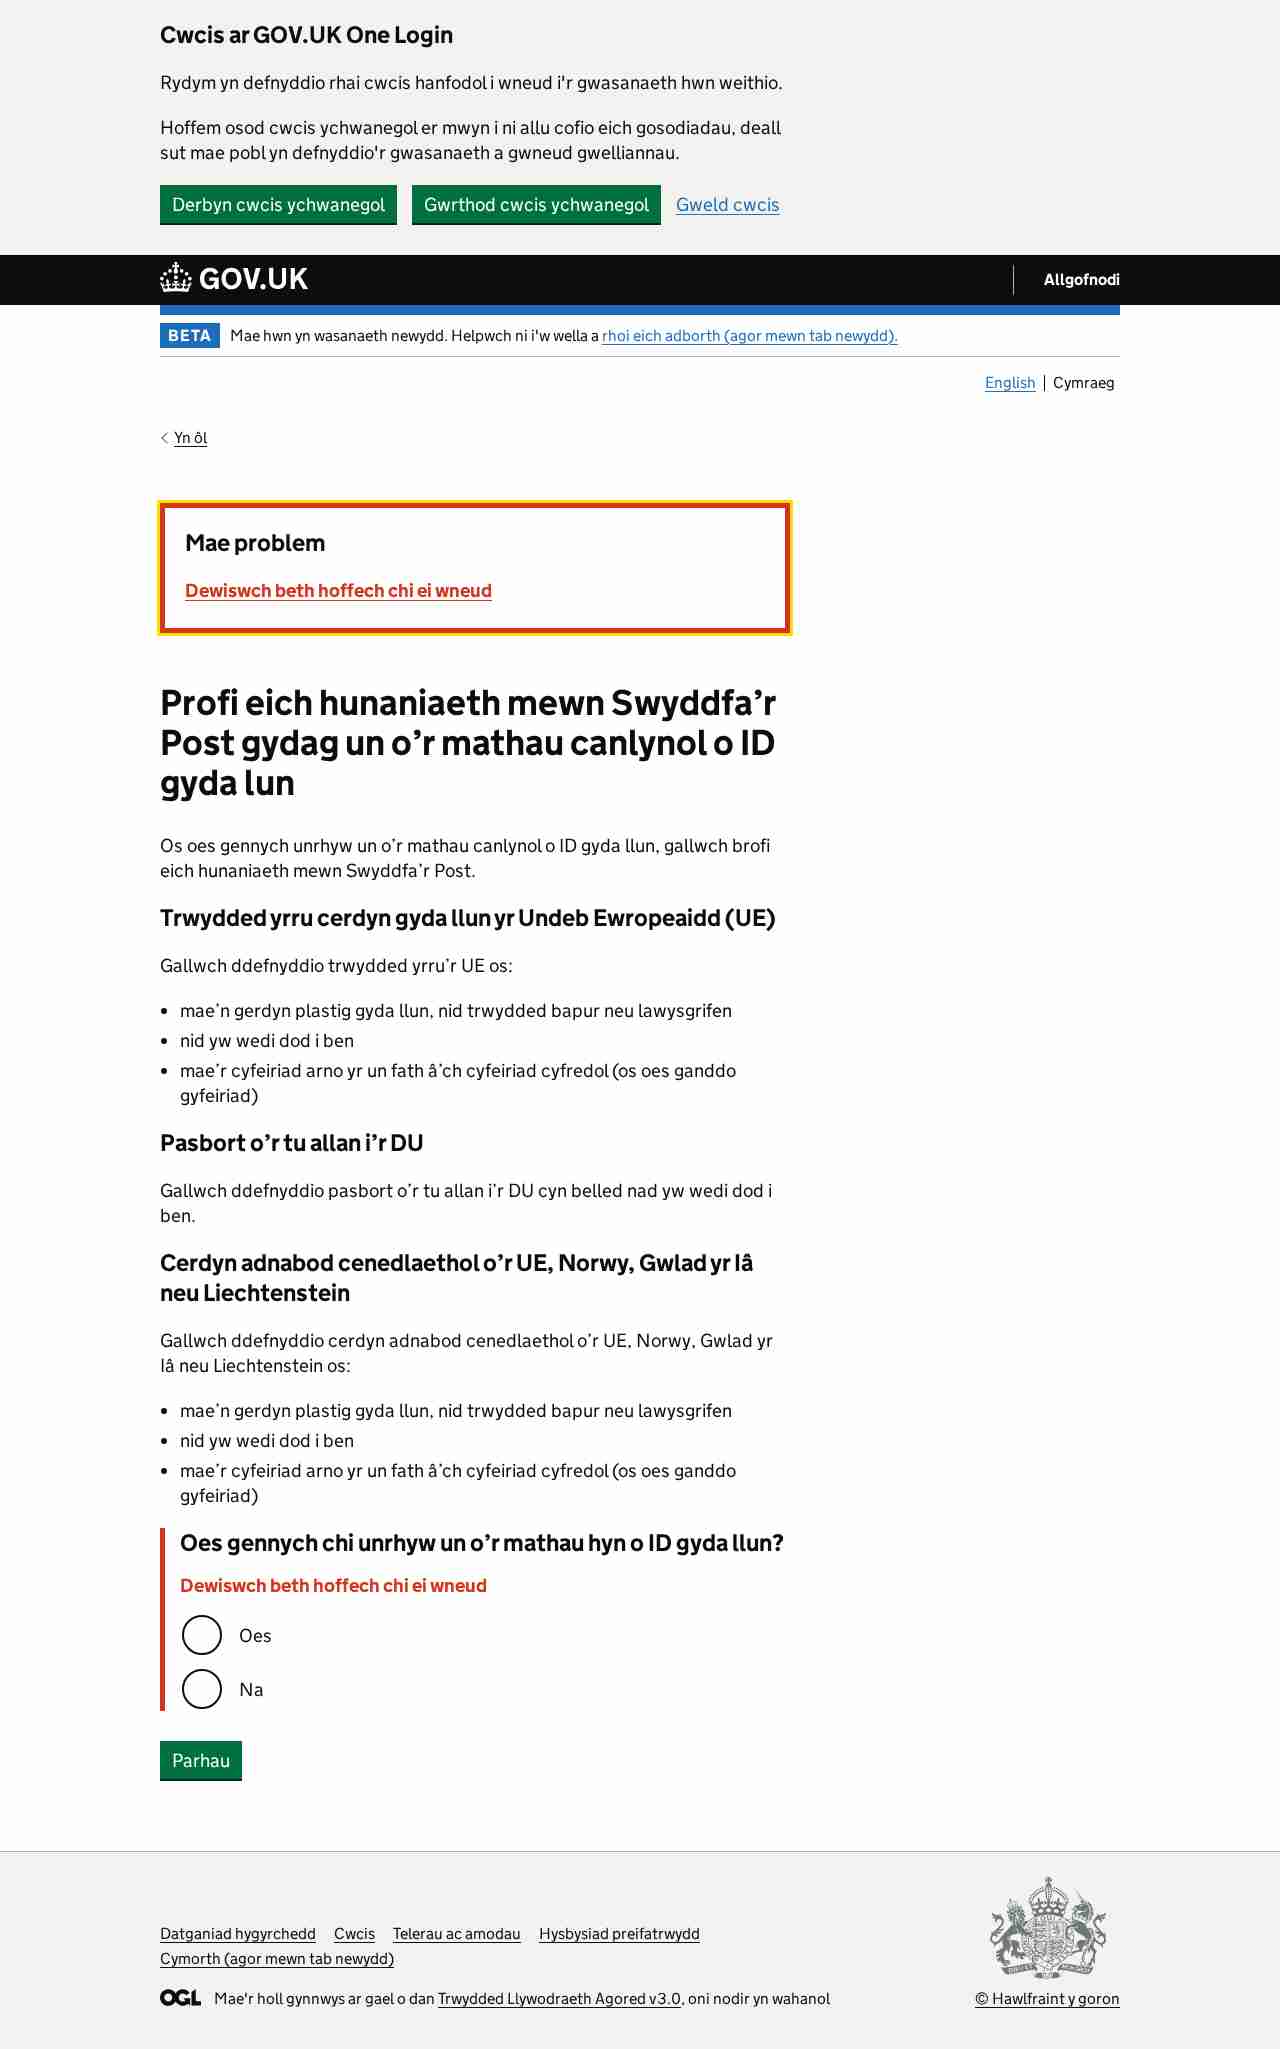 Cwcis ar GOV.UK One Login
Rydym yn defnyddio rhai cwcis hanfodol i wneud i'r gwasanaeth hwn weithio.
Hoffem osod cwcis ychwanegol er mwyn i ni allu cofio eich gosodiadau, deall
sut mae pobl yn defnyddio'r gwasanaeth a gwneud gwelliannau.
Derbyn cwcis ychwanegol Gwrthod cwcis ychwanegol Gweld cwcis
GOV.UK Allgofnodi
BETA Mae hwn yn wasanaeth newydd. Helpwch ni i'w wella a rhoi eich adborth (agor mewn tab newydd).
English Cymraeg
Yn ôl
Mae problem
Dewiswch beth hoffech chi ei wneud
Profi eich hunaniaeth mewn Swyddfa’r
Post gydag un o’r mathau canlynol o ID
gyda lun
Os oes gennych unrhyw un o’r mathau canlynol o ID gyda llun, gallwch brofi
eich hunaniaeth mewn Swyddfa’r Post.
Trwydded yrru cerdyn gyda llun yr Undeb Ewropeaidd (UE)
Gallwch ddefnyddio trwydded yrru’r UE os:
• mae’n gerdyn plastig gyda llun, nid trwydded bapur neu lawysgrifen
• nid yw wedi dod i ben
• mae’r cyfeiriad arno yr un fath â’ch cyfeiriad cyfredol (os oes ganddo
gyfeiriad)
Pasbort o’r tu allan i’r DU
Gallwch ddefnyddio pasbort o’r tu allan i’r DU cyn belled nad yw wedi dod i
ben.
Cerdyn adnabod cenedlaethol o’r UE, Norwy, Gwlad yr Iâ
neu Liechtenstein
Gallwch ddefnyddio cerdyn adnabod cenedlaethol o’r UE, Norwy, Gwlad yr
Iâ neu Liechtenstein os:
• mae’n gerdyn plastig gyda llun, nid trwydded bapur neu lawysgrifen
• nid yw wedi dod i ben
• mae’r cyfeiriad arno yr un fath â’ch cyfeiriad cyfredol (os oes ganddo
gyfeiriad)
Oes gennych chi unrhyw un o’r mathau hyn o ID gyda llun?
Dewiswch beth hoffech chi ei wneud
Oes
Na
Parhau
Datganiad hygyrchedd Cwcis Telerau ac amodau Hysbysiad preifatrwydd
Cymorth (agor mewn tab newydd)
OGL Mae'r holl gynnwys ar gael o dan Trwydded Llywodraeth Agored v3.0, oni nodir yn wahanol
© Hawlfraint y goron